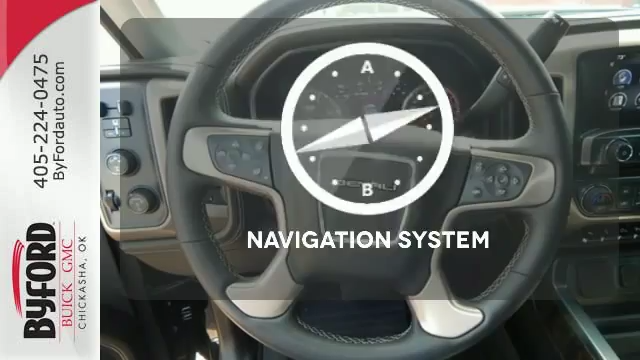 405-224-0475
ByFordauto.com
BYFORD
BUICK GMC
CHICKASHA, OK
A
B
DENALI
NAVIGATION SYSTEM